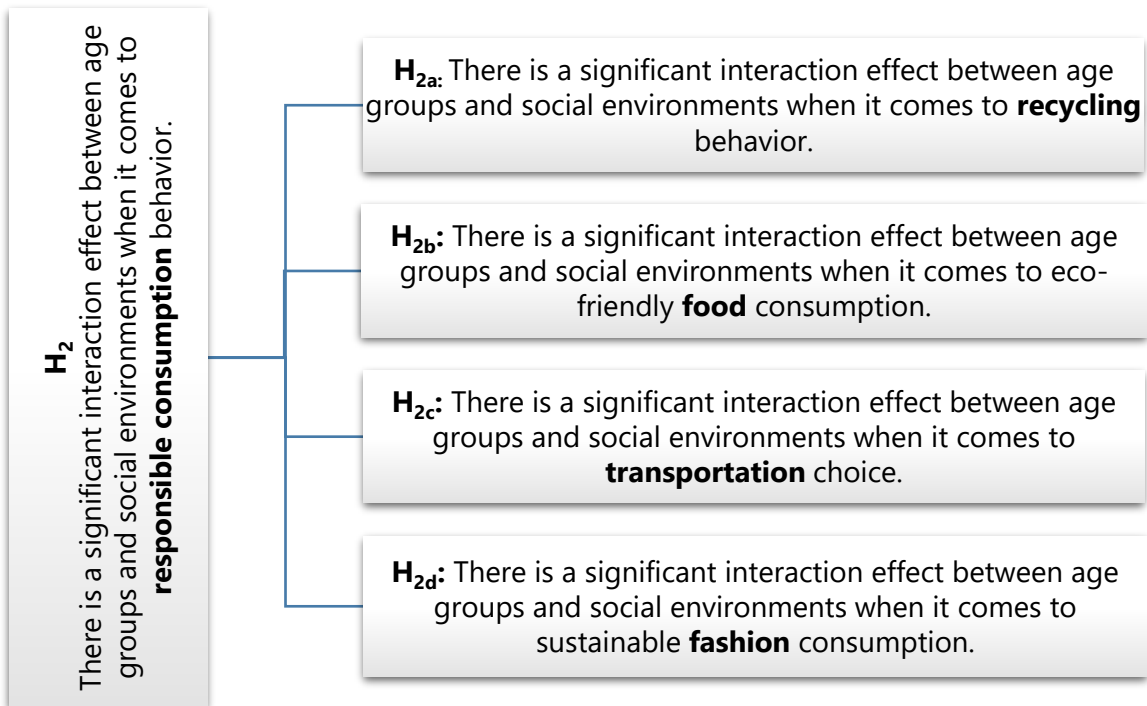 H2
There is a significant interaction effect between age
groups and social environments when it comes to
responsible consumption behavior.
H2a: There is a significant interaction effect between age
groups and social environments when it comes to recycling
behavior.
H2b: There is a significant interaction effect between age
groups and social environments when it comes to eco-
friendly food consumption.
H2c: There is a significant interaction effect between age
groups and social environments when it comes to
transportation choice.
H2d: There is a significant interaction effect between age
groups and social environments when it comes to
sustainable fashion consumption.